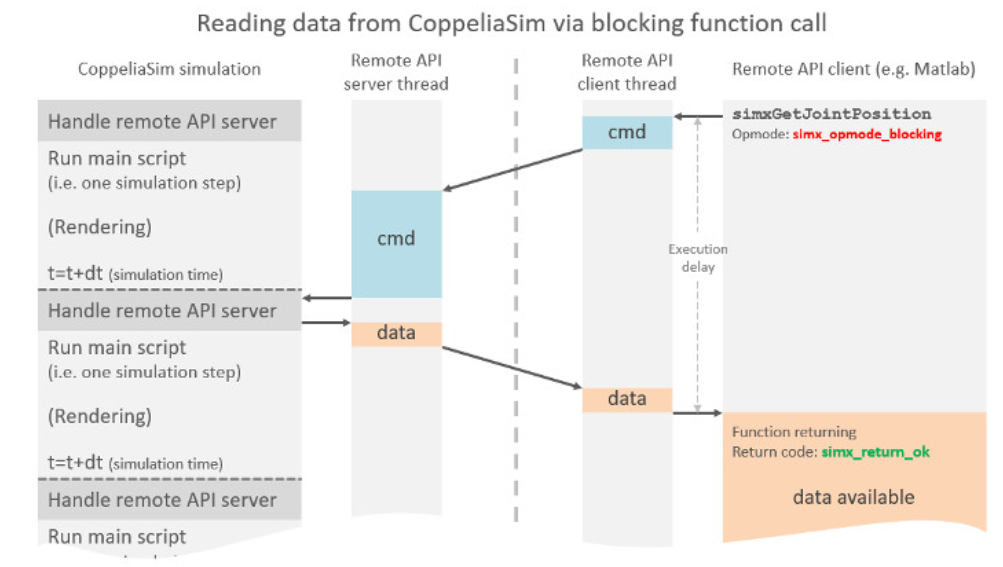 Reading data from CoppeliaSim via blocking function call
CoppeliaSim simulation
Remote API
server thread
Remote API
client thread
Remote API client (e.g. Matlab)
Handle remote API server
Run main script
(i.e. one simulation step)
(Rendering)
t=t+dt (simulation time)
Handle remote API server
Run main script
(i.e. one simulation step)
(Rendering)
t=t+dt (simulation time)
Handle remote API server
Run main script
cmd
data
cmd
data
simxGetJointPosition
Opmode: simx_opmode_blocking
Execution
delay
Function returning
Return code: simx_return_ok
data available